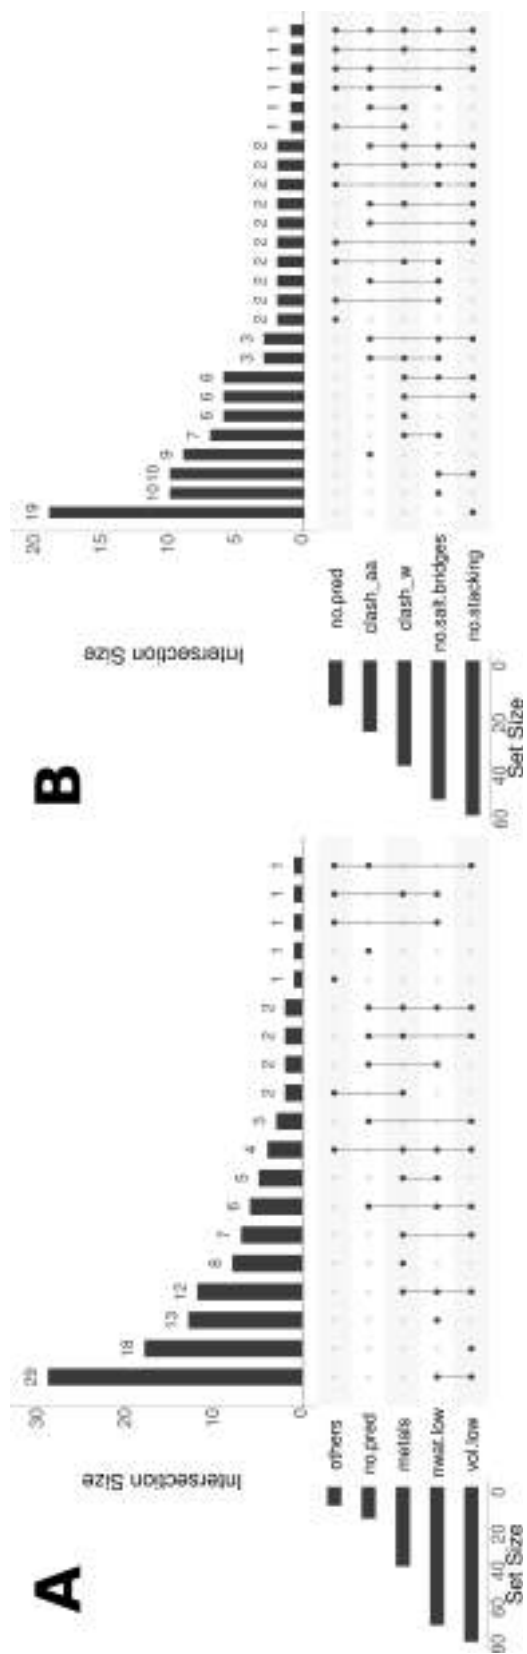 A
Intersection Size
30
20
10
0
29 18 13 12 8 7 6 5 4 3 2 2 2 2 1 1 1 1 1
others
no.pred
metals
nwat.low
vol.low
80 60 40 20 0
Set Size
B
Intersection Size
20
15
10
5
0
19 10 10 9 7 6 6 6 3 3 2 2 2 2 2 2 2 2 2 2 1 1 1 1 1 1
no.pred
clash_aa
clash_w
no.salt.bridges
no.stacking
60 40 20 0
Set Size